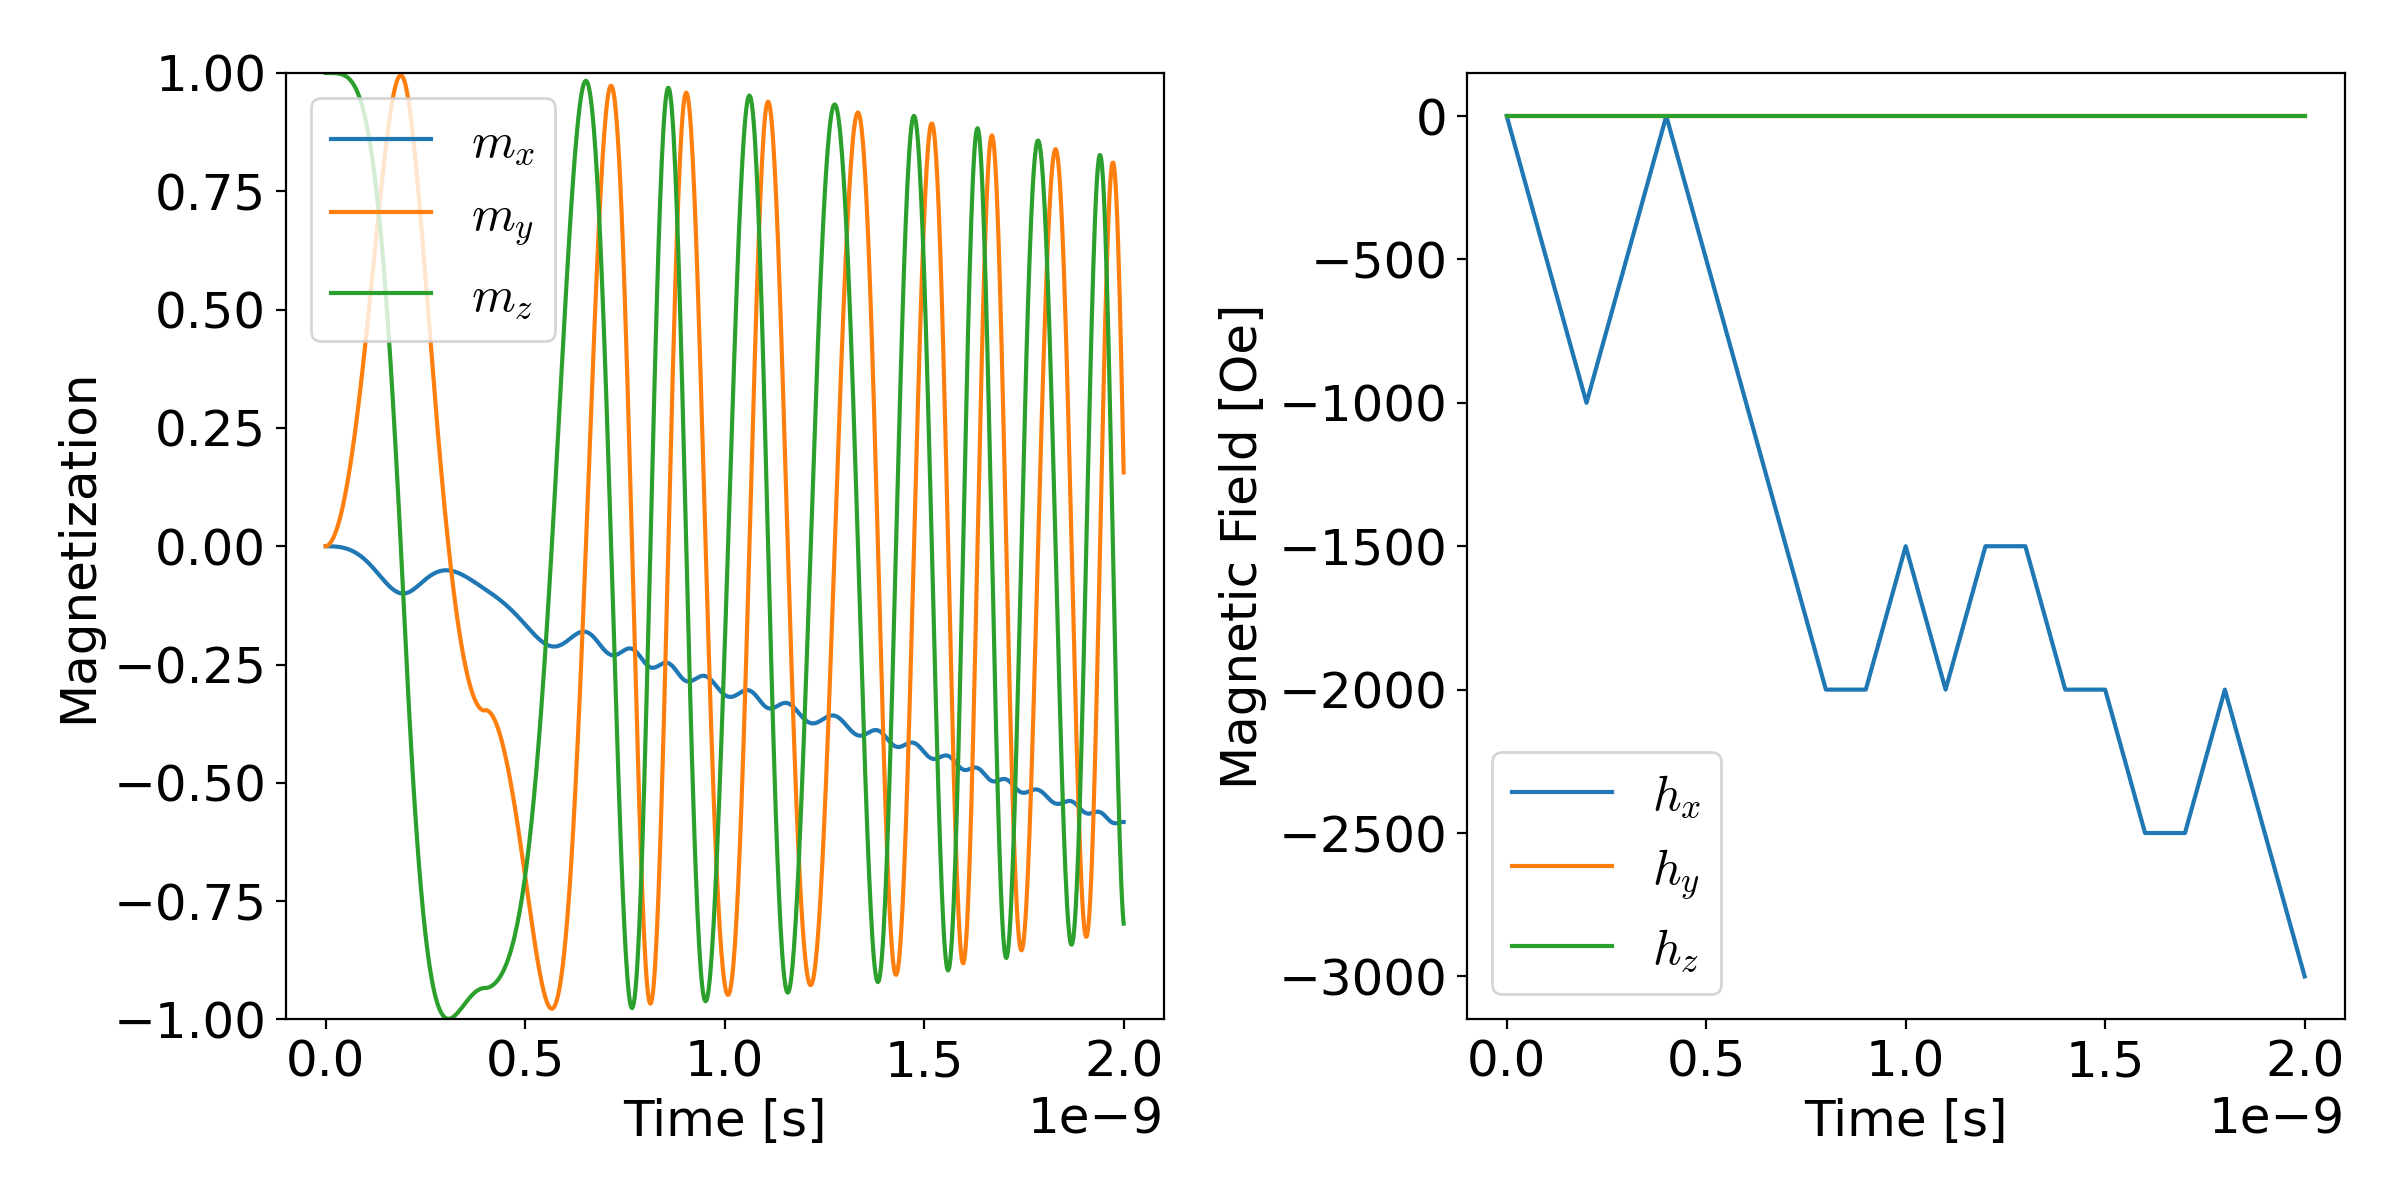 1.00
0.75
0.50
0.25
0.00
−0.25
−0.50
−0.75
−1.00
Magnetization
m_x
m_y
m_z
0.0 0.5 1.0 1.5 2.0
Time [s]
1e−9
0
−500
−1000
−1500
−2000
−2500
−3000
Magnetic Field [Oe]
h_x
h_y
h_z
0.0 0.5 1.0 1.5 2.0
Time [s]
1e−9